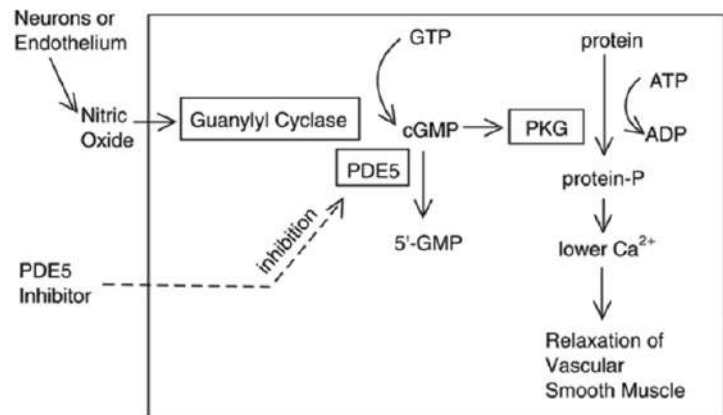 Neurons or
Endothelium
Nitric
Oxide
Guanylyl Cyclase
GTP
cGMP
PDE5
5'-GMP
PKG
protein
ATP
ADP
protein-P
lower Ca²⁺
Relaxation of
Vascular
Smooth Muscle
PDE5
Inhibitor
inhibition